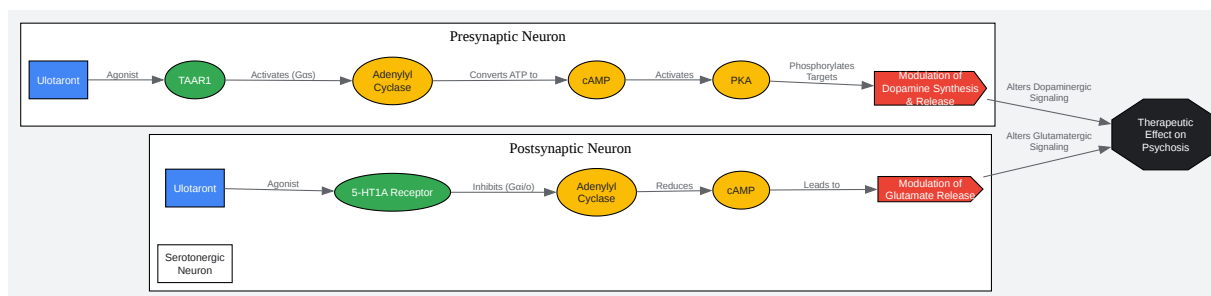 Presynaptic Neuron
Ulotaront
Agonist
TAAR1
Activates (Gαs)
Adenylyl
Cyclase
Converts ATP to
cAMP
Activates
PKA
Phosphorylates
Targets
Modulation of
Dopamine Synthesis
& Release
Alters Dopaminergic
Signaling
Therapeutic
Effect on
Psychosis
Postsynaptic Neuron
Ulotaront
Agonist
5-HT1A Receptor
Inhibits (Gαi/o)
Adenylyl
Cyclase
Reduces
cAMP
Leads to
Modulation of
Glutamate Release
Alters Glutamatergic
Signaling
Serotonergic
Neuron